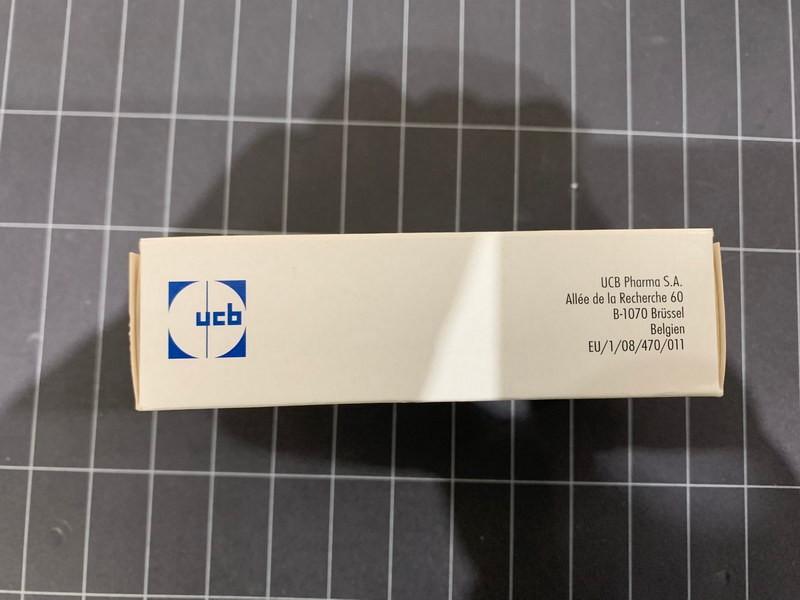 ucb
UCB Pharma S.A.
Allée de la Recherche 60
B-1070 Brüssel
Belgien
EU/1/08/470/011